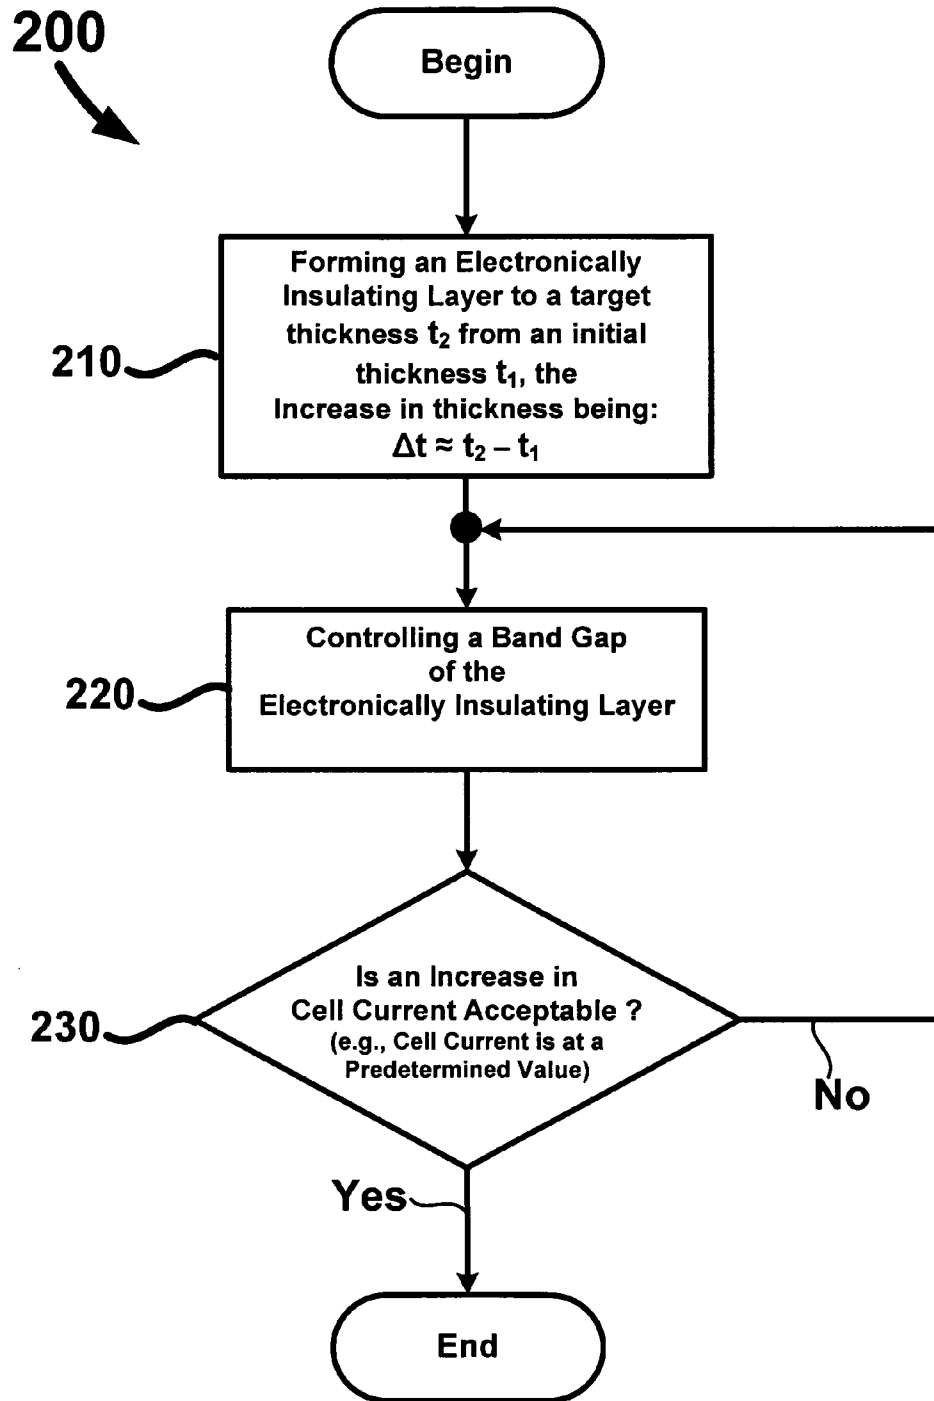 200
Begin
Forming an Electronically
Insulating Layer to a target
thickness t₂ from an initial
thickness t₁, the
Increase in thickness being:
Δt ≈ t₂ – t₁
210
Controlling a Band Gap
of the
Electronically Insulating Layer
220
Is an Increase in
Cell Current Acceptable ?
(e.g., Cell Current is at a
Predetermined Value)
230
No
Yes
End